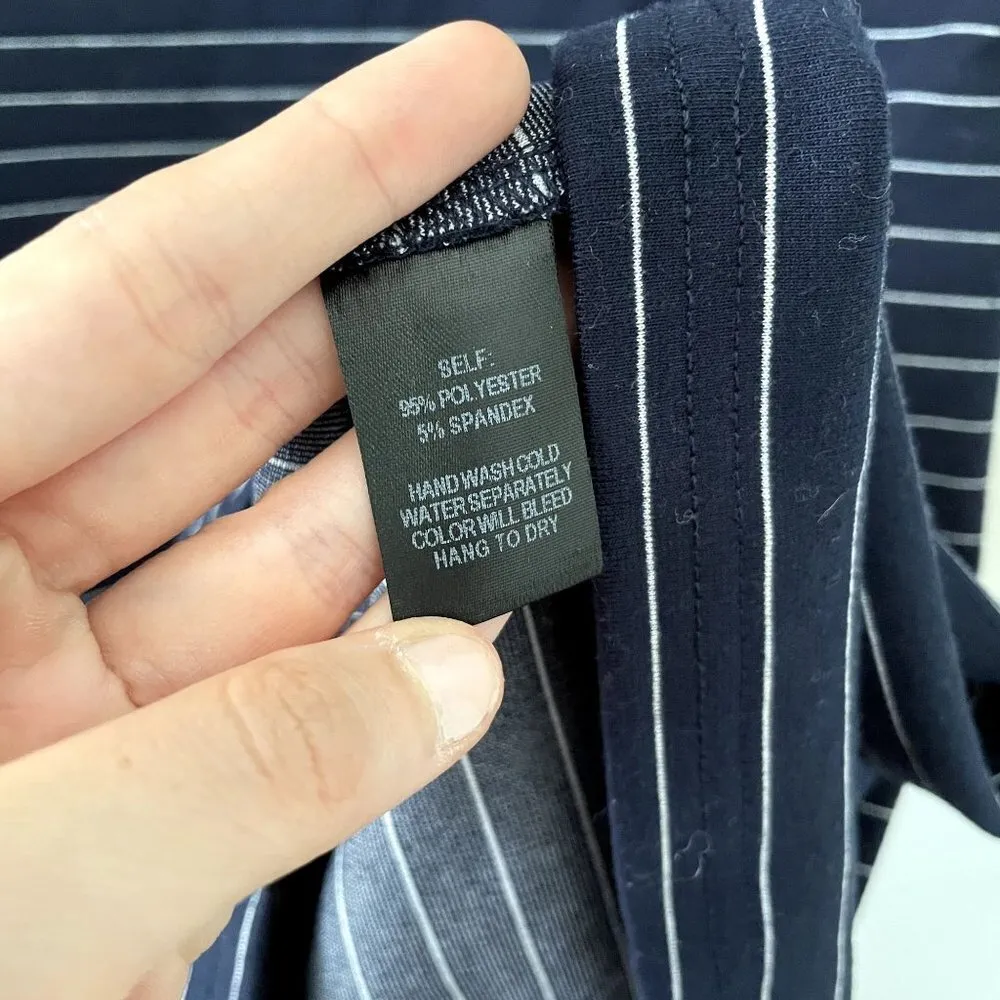 SELF:
95% POLYESTER
5% SPANDEX
HAND WASH COLD
WATER SEPARATELY
COLOR WILL BLEED
HANG TO DRY